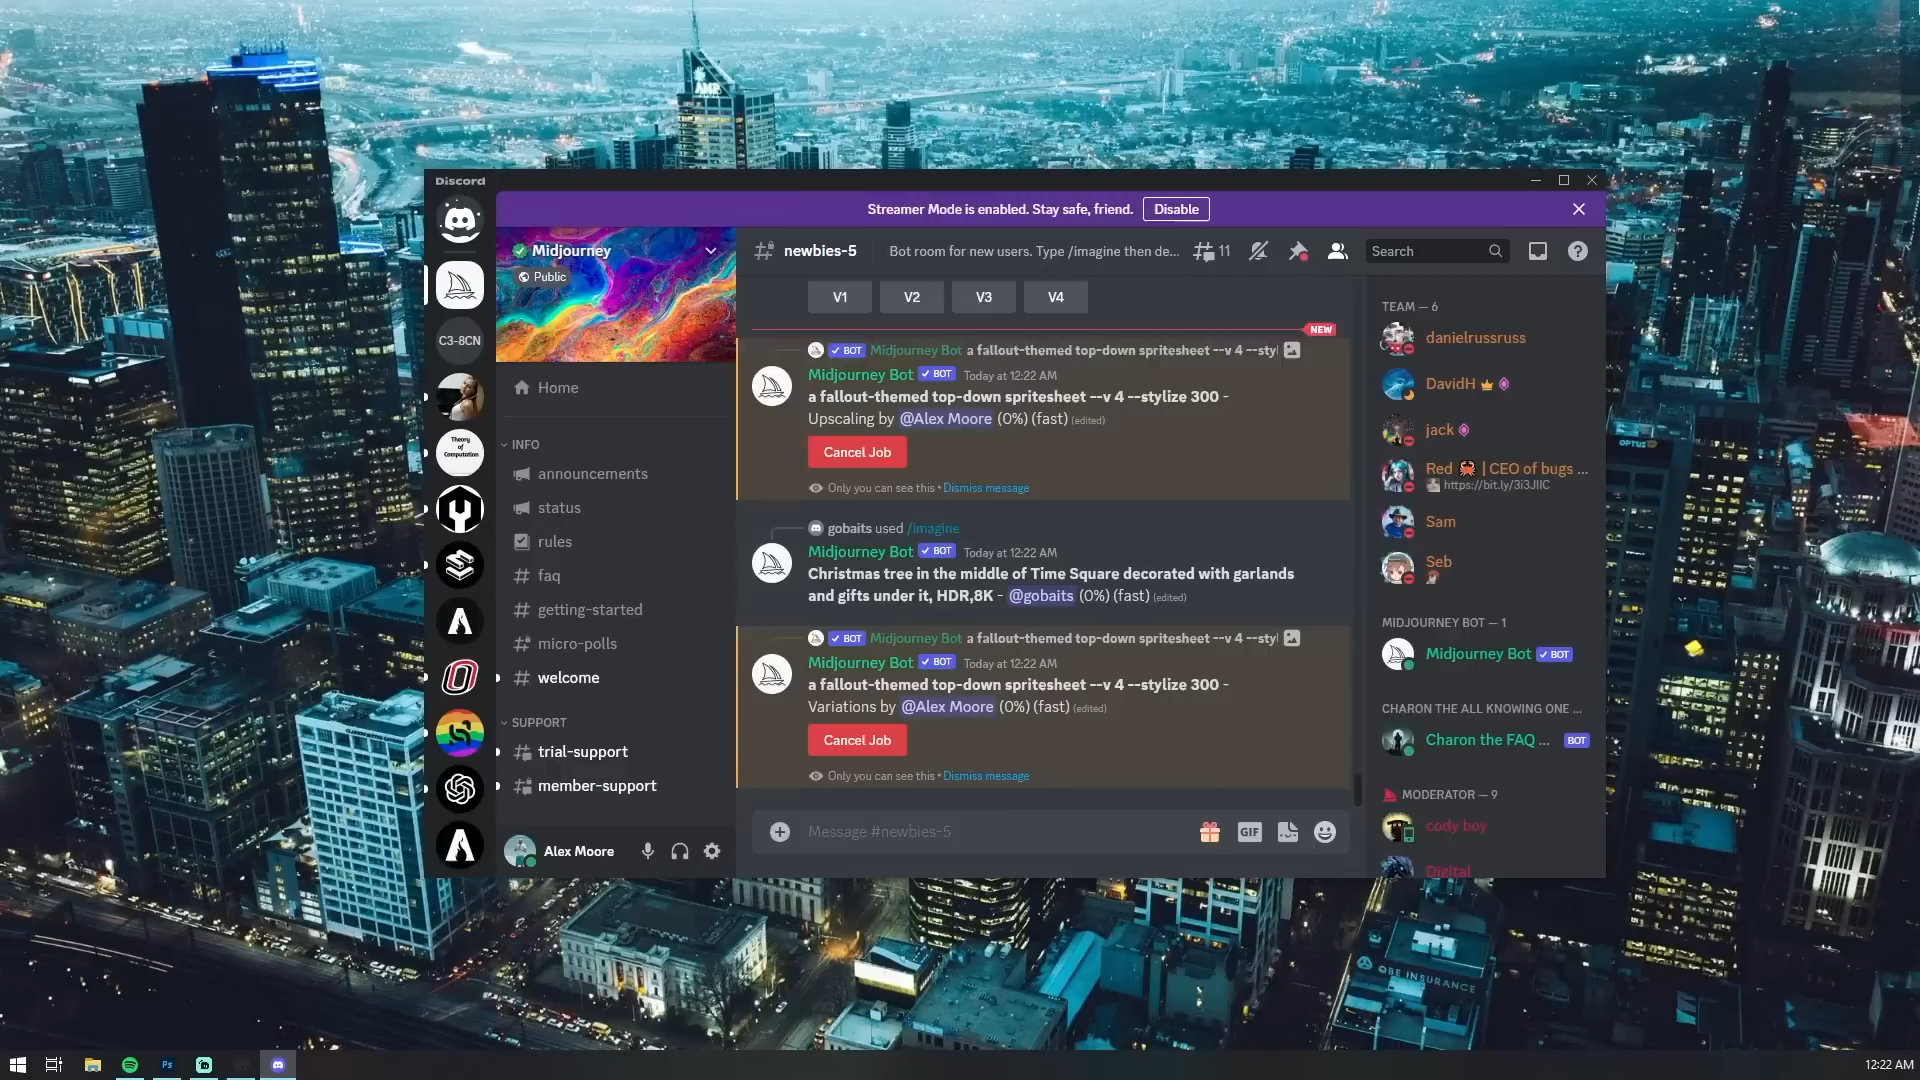 AMP
OPTUS
QBE INSURANCE
Discord
Streamer Mode is enabled. Stay safe, friend. Disable
Midjourney
Public
C3-8CN
Theory
of
Computation
Home
INFO
announcements
status
rules
faq
getting-started
micro-polls
welcome
SUPPORT
trial-support
member-support
Alex Moore
newbies-5
Bot room for new users. Type /imagine then de...
11
Search
V1 V2 V3 V4
NEW
BOT Midjourney Bot a fallout-themed top-down spritesheet --v 4 --styl
Midjourney Bot BOT Today at 12:22 AM
a fallout-themed top-down spritesheet --v 4 --stylize 300 -
Upscaling by @Alex Moore (0%) (fast) (edited)
Cancel Job
Only you can see this • Dismiss message
gobaits used /imagine
Midjourney Bot BOT Today at 12:22 AM
Christmas tree in the middle of Time Square decorated with garlands
and gifts under it, HDR,8K - @gobaits (0%) (fast) (edited)
BOT Midjourney Bot a fallout-themed top-down spritesheet --v 4 --styl
Midjourney Bot BOT Today at 12:22 AM
a fallout-themed top-down spritesheet --v 4 --stylize 300 -
Variations by @Alex Moore (0%) (fast) (edited)
Cancel Job
Only you can see this • Dismiss message
Message #newbies-5
GIF
TEAM — 6
danielrussruss
DavidH
jack
Red | CEO of bugs ...
https://bit.ly/3i3JIIC
Sam
Seb
MIDJOURNEY BOT — 1
Midjourney Bot BOT
CHARON THE ALL KNOWING ONE ...
Charon the FAQ ... BOT
MODERATOR — 9
cody boy
Digital
Ps
12:22 AM